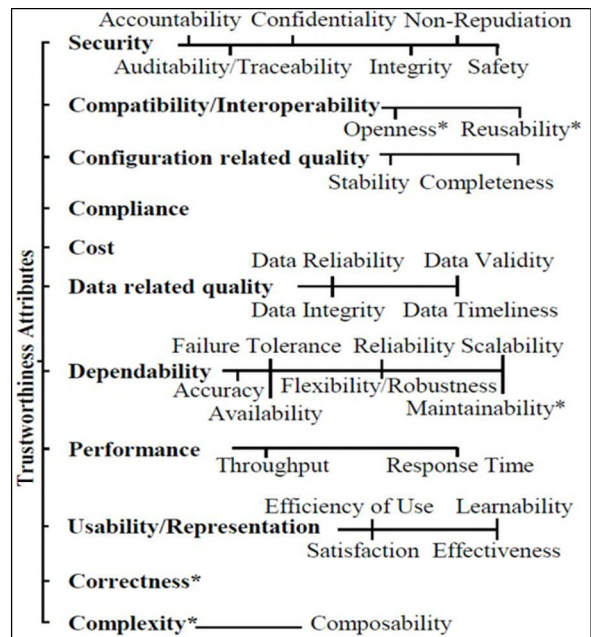 Accountability Confidentiality Non-Repudiation
Security
Auditability/Traceability Integrity Safety
Compatibility/Interoperability
Openness* Reusability*
Configuration related quality
Stability Completeness
Compliance
Cost
Data Reliability Data Validity
Data related quality
Data Integrity Data Timeliness
Failure Tolerance Reliability Scalability
Dependability
Accuracy Flexibility/Robustness
Availability Maintainability*
Performance
Throughput Response Time
Efficiency of Use Learnability
Usability/Representation
Satisfaction Effectiveness
Correctness*
Complexity* Composability
Trustworthiness Attributes